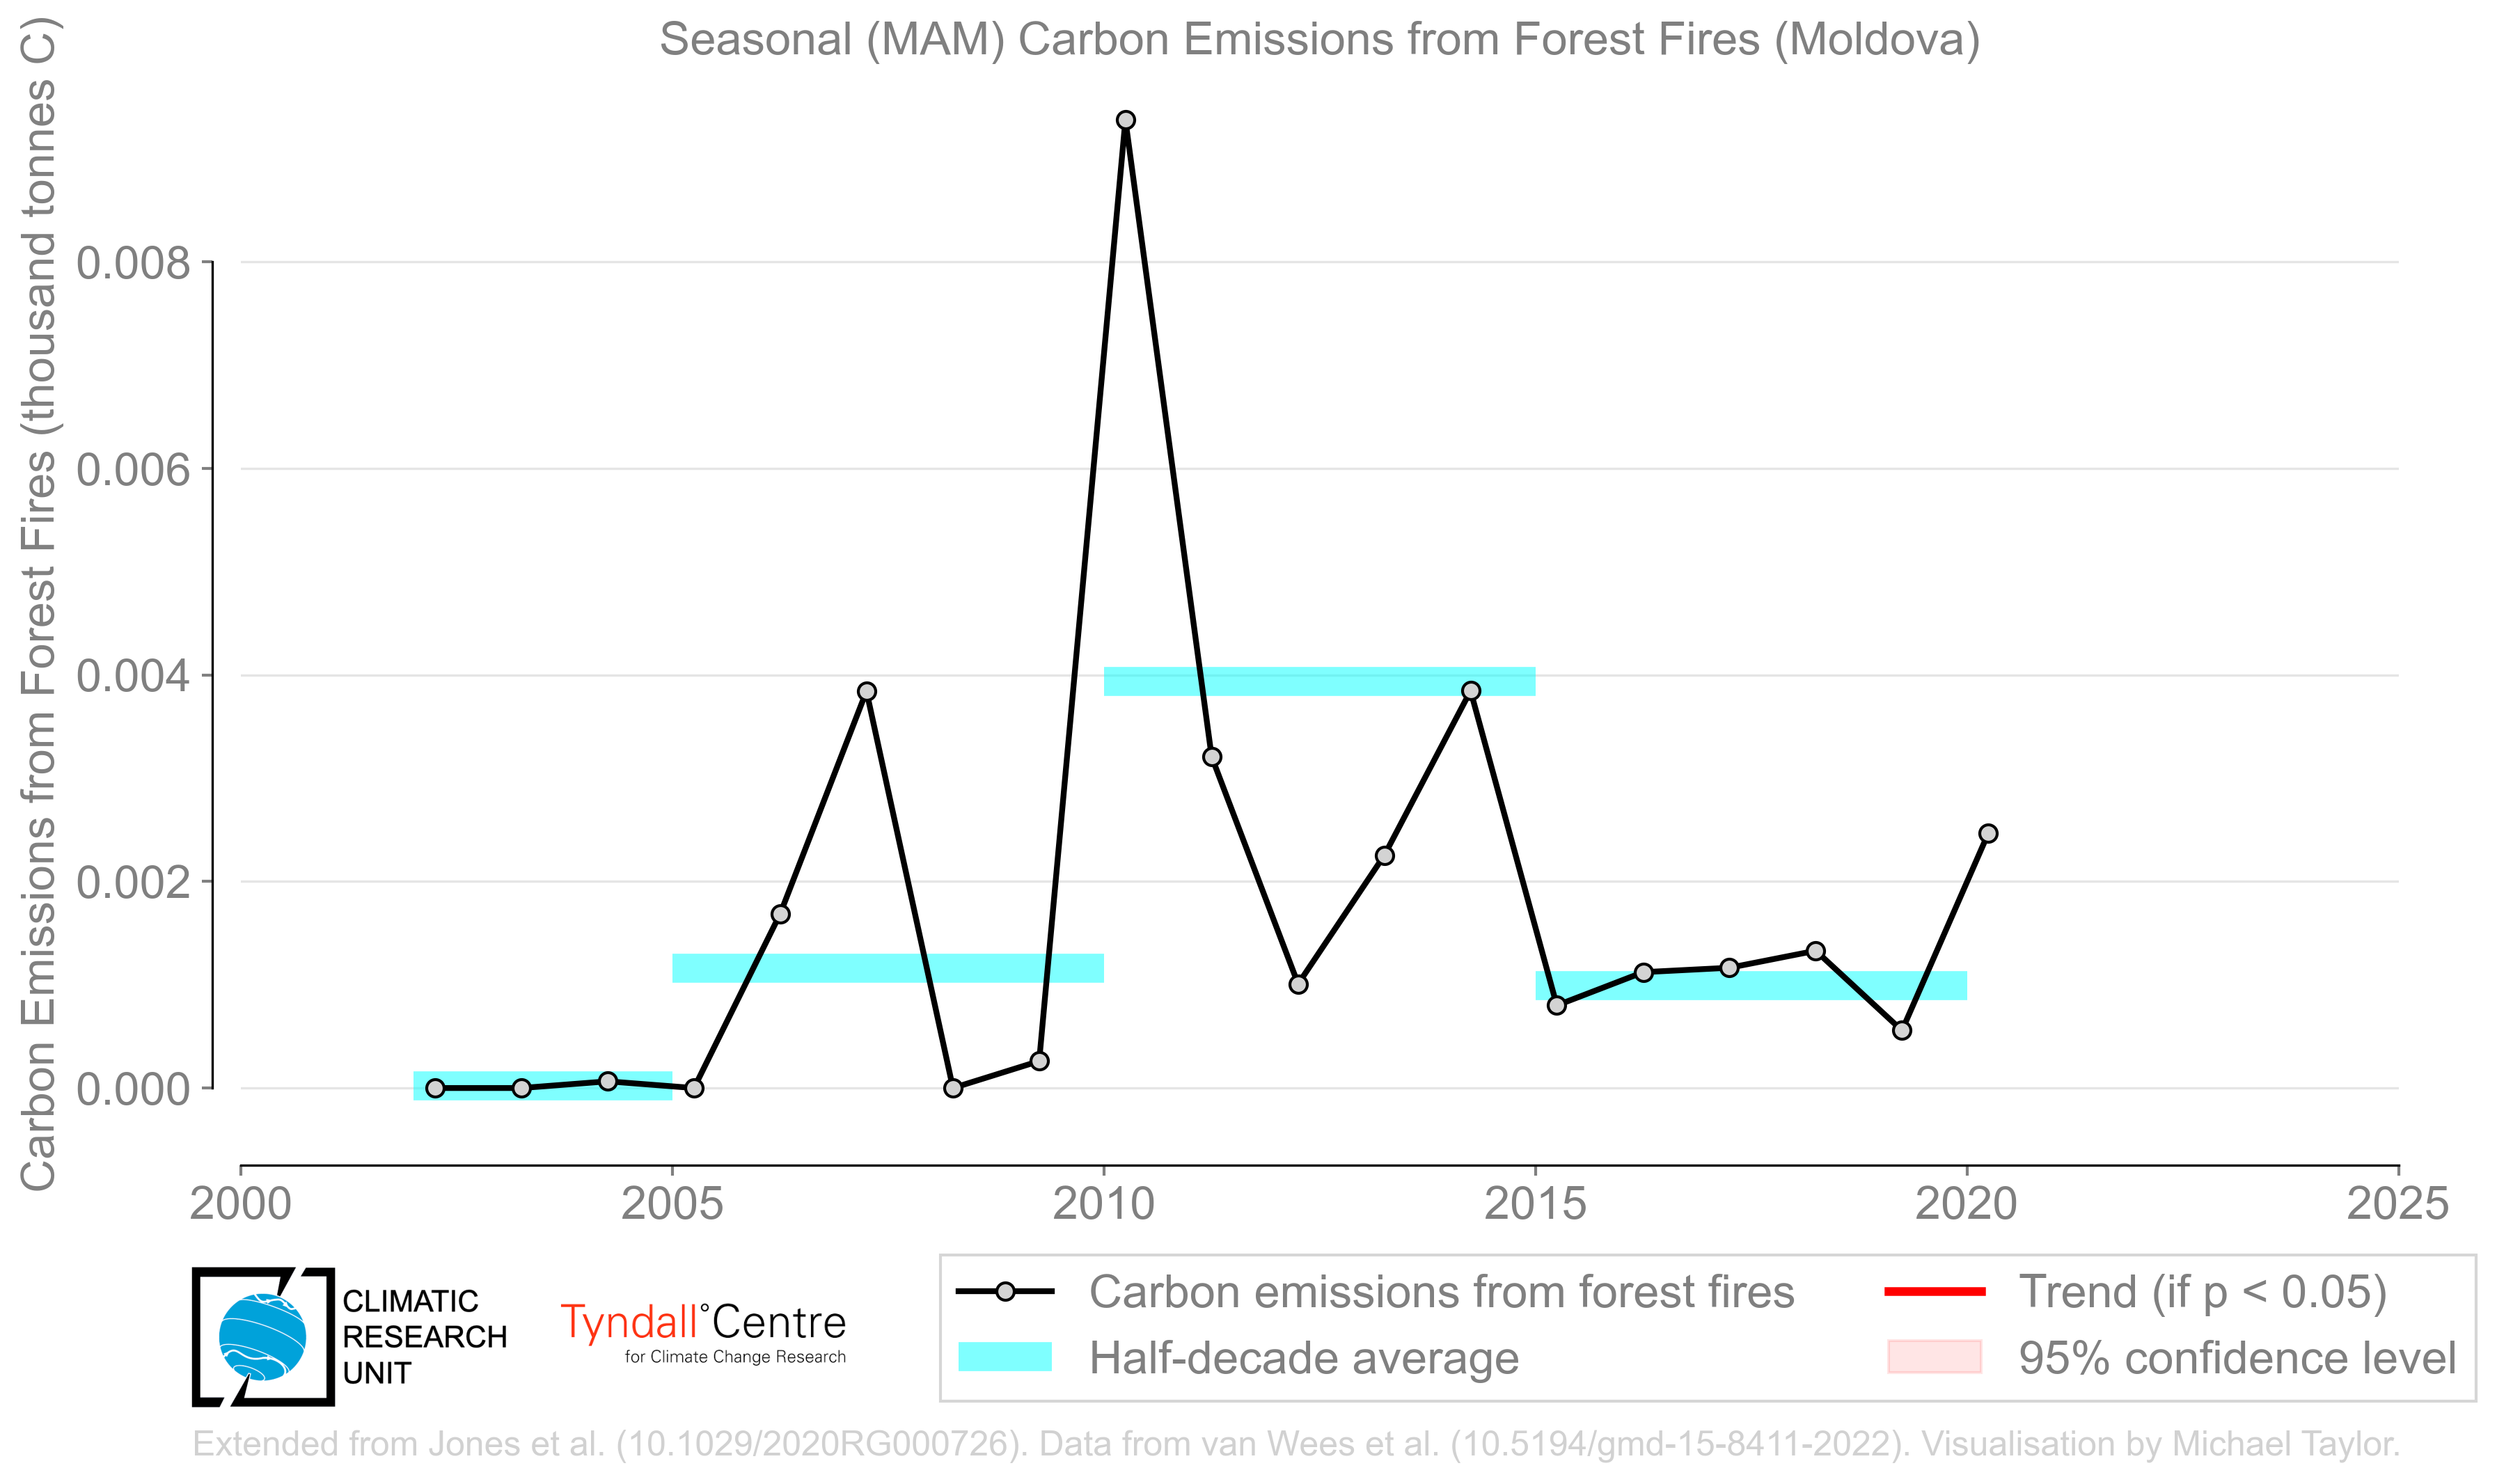 Seasonal (MAM) Carbon Emissions from Forest Fires (Moldova)
Carbon Emissions from Forest Fires (thousand tonnes C)
0.008
0.006
0.004
0.002
0.000
2000 2005 2010 2015 2020 2025
CLIMATIC
RESEARCH
UNIT
Tyndall°Centre
for Climate Change Research
Carbon emissions from forest fires
Half-decade average
Trend (if p < 0.05)
95% confidence level
Extended from Jones et al. (10.1029/2020RG000726). Data from van Wees et al. (10.5194/gmd-15-8411-2022). Visualisation by Michael Taylor.